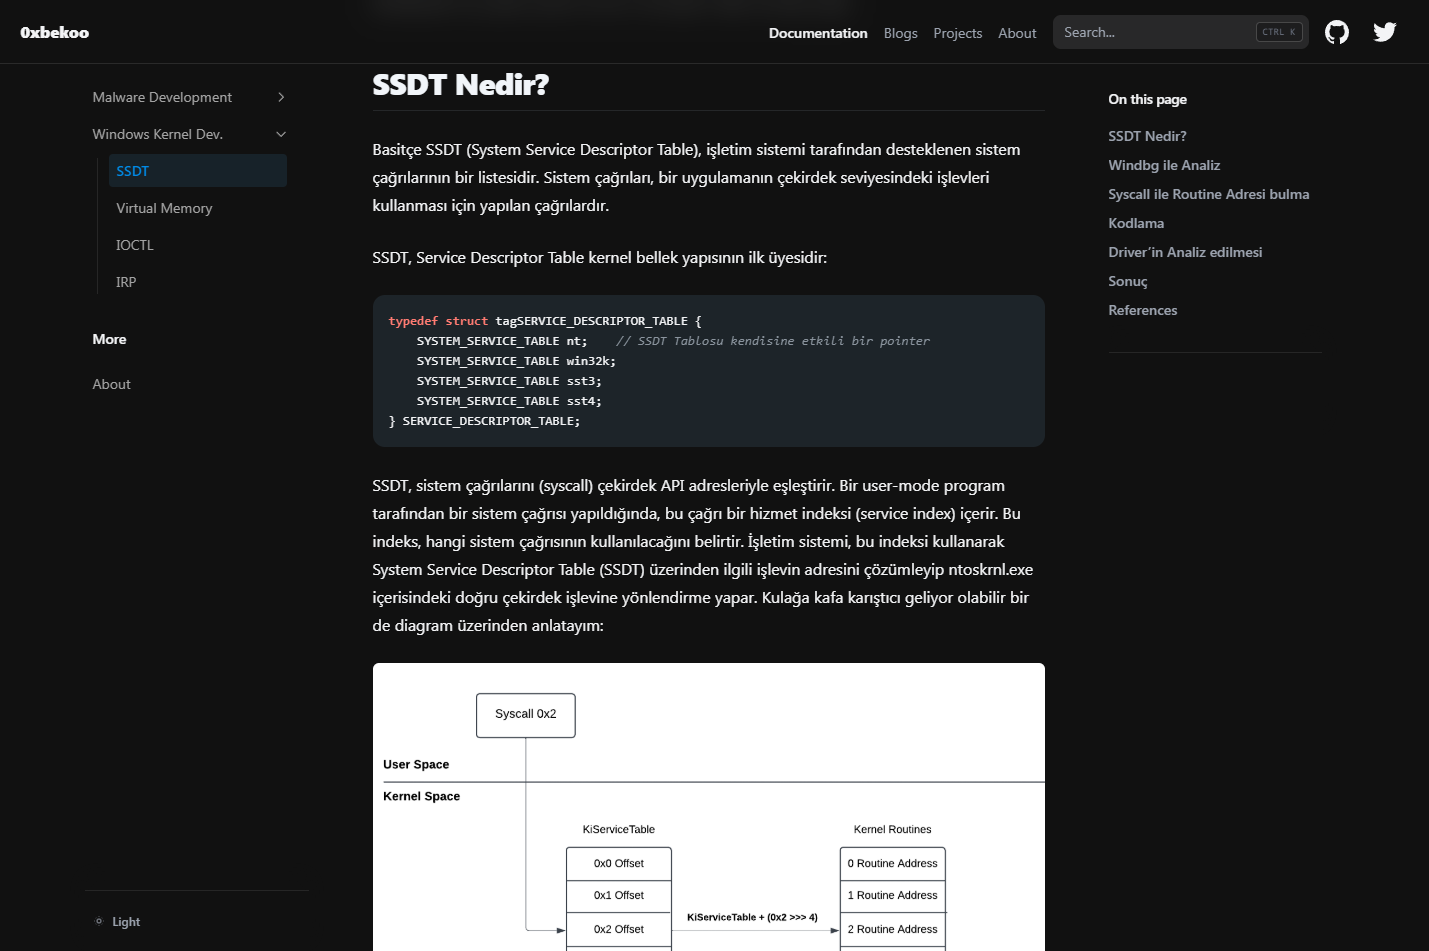 0xbekoo
Documentation
Blogs
Projects
About
Search...
CTRL K
Malware Development
Windows Kernel Dev.
SSDT
Virtual Memory
IOCTL
IRP
More
About
Light
SSDT Nedir?
Basitçe SSDT (System Service Descriptor Table), işletim sistemi tarafından desteklenen sistem
çağrılarının bir listesidir. Sistem çağrıları, bir uygulamanın çekirdek seviyesindeki işlevleri
kullanması için yapılan çağrılardır.
SSDT, Service Descriptor Table kernel bellek yapısının ilk üyesidir:
typedef struct tagSERVICE_DESCRIPTOR_TABLE {
    SYSTEM_SERVICE_TABLE nt;    // SSDT Tablosu kendisine etkili bir pointer
    SYSTEM_SERVICE_TABLE win32k;
    SYSTEM_SERVICE_TABLE sst3;
    SYSTEM_SERVICE_TABLE sst4;
} SERVICE_DESCRIPTOR_TABLE;
SSDT, sistem çağrılarını (syscall) çekirdek API adresleriyle eşleştirir. Bir user-mode program
tarafından bir sistem çağrısı yapıldığında, bu çağrı bir hizmet indeksi (service index) içerir. Bu
indeks, hangi sistem çağrısının kullanılacağını belirtir. İşletim sistemi, bu indeksi kullanarak
System Service Descriptor Table (SSDT) üzerinden ilgili işlevin adresini çözümleyip ntoskrnl.exe
içerisindeki doğru çekirdek işlevine yönlendirme yapar. Kulağa kafa karıştıcı geliyor olabilir bir
de diagram üzerinden anlatayım:
Syscall 0x2
User Space
Kernel Space
KiServiceTable
0x0 Offset
0x1 Offset
0x2 Offset
KiServiceTable + (0x2 >>> 4)
Kernel Routines
0 Routine Address
1 Routine Address
2 Routine Address
On this page
SSDT Nedir?
Windbg ile Analiz
Syscall ile Routine Adresi bulma
Kodlama
Driver’in Analiz edilmesi
Sonuç
References